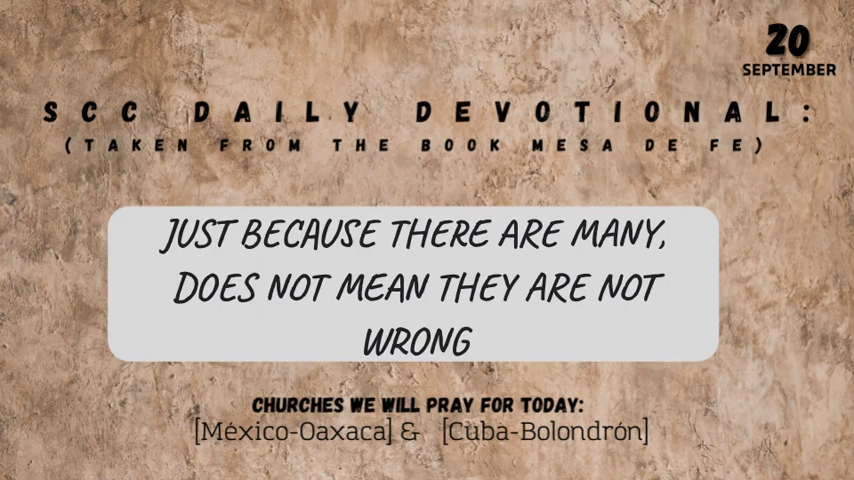 20
SEPTEMBER
SCC DAILY DEVOTIONAL:
(TAKEN FROM THE BOOK MESA DE FE)
JUST BECAUSE THERE ARE MANY,
DOES NOT MEAN THEY ARE NOT
WRONG
CHURCHES WE WILL PRAY FOR TODAY:
[México-Oaxaca] & [Cuba-Bolondrón]